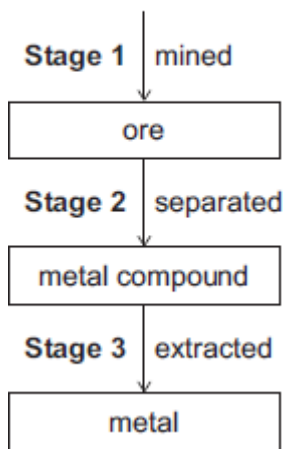 Stage 1 mined
ore
Stage 2 separated
metal compound
Stage 3 extracted
metal